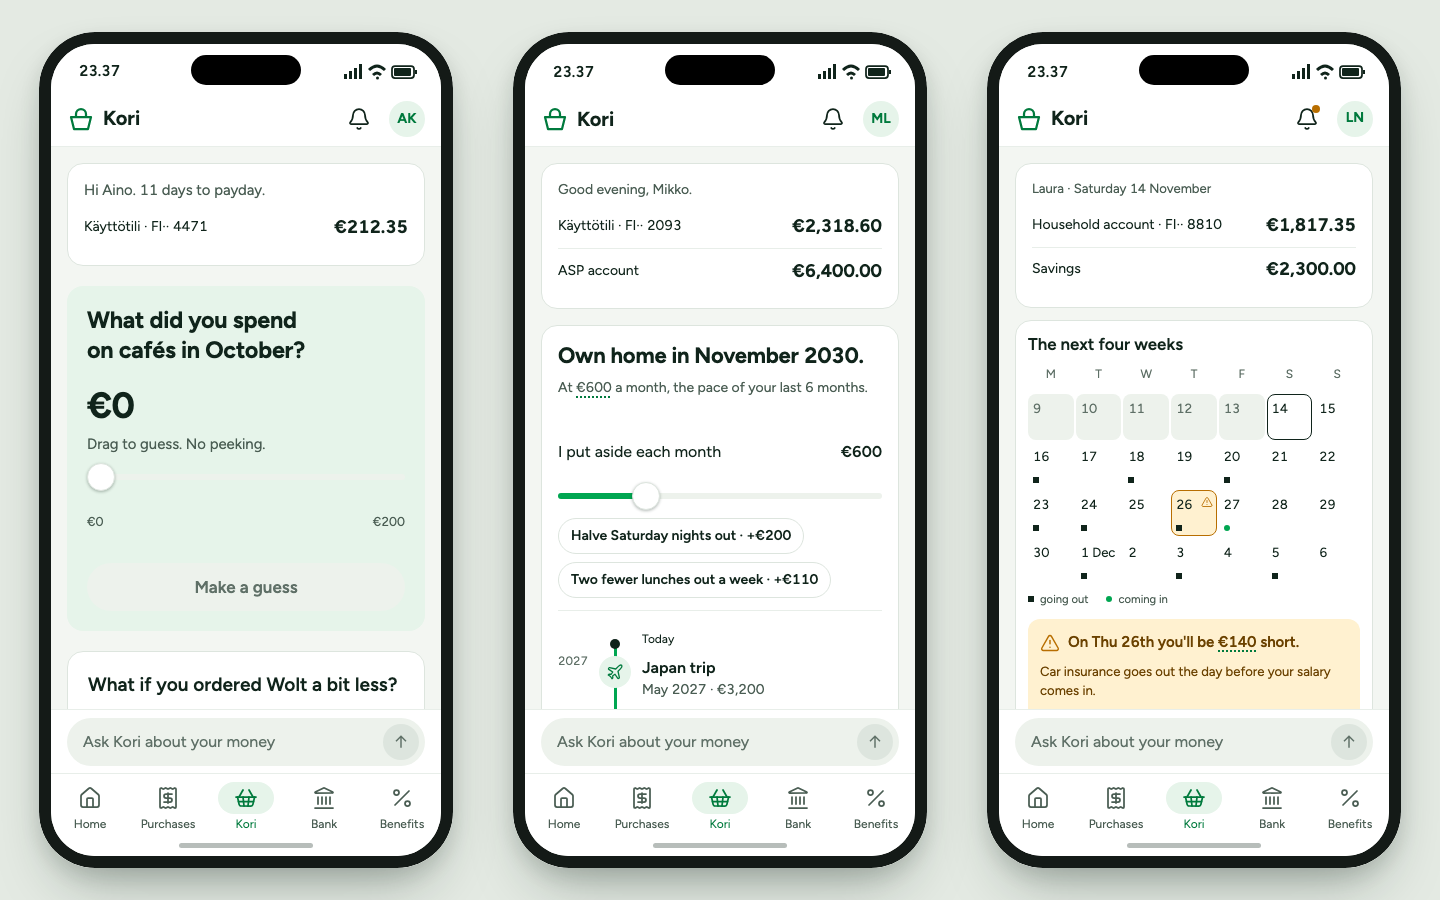 23.37
Kori
AK
Hi Aino. 11 days to payday.
Käyttötili · FI·· 4471
€212.35
What did you spend
on cafés in October?
€0
Drag to guess. No peeking.
€0
€200
Make a guess
What if you ordered Wolt a bit less?
Ask Kori about your money
Home
Purchases
Kori
Bank
Benefits
23.37
Kori
ML
Good evening, Mikko.
Käyttötili · FI·· 2093
€2,318.60
ASP account
€6,400.00
Own home in November 2030.
At €600 a month, the pace of your last 6 months.
I put aside each month
€600
Halve Saturday nights out · +€200
Two fewer lunches out a week · +€110
Today
2027
Japan trip
May 2027 · €3,200
Ask Kori about your money
Home
Purchases
Kori
Bank
Benefits
23.37
Kori
LN
Laura · Saturday 14 November
Household account · FI·· 8810
€1,817.35
Savings
€2,300.00
The next four weeks
M T W T F S S
9 10 11 12 13 14 15
16 17 18 19 20 21 22
23 24 25 26 27 28 29
30 1 Dec 2 3 4 5 6
going out
coming in
On Thu 26th you'll be €140 short.
Car insurance goes out the day before your salary
comes in.
Ask Kori about your money
Home
Purchases
Kori
Bank
Benefits